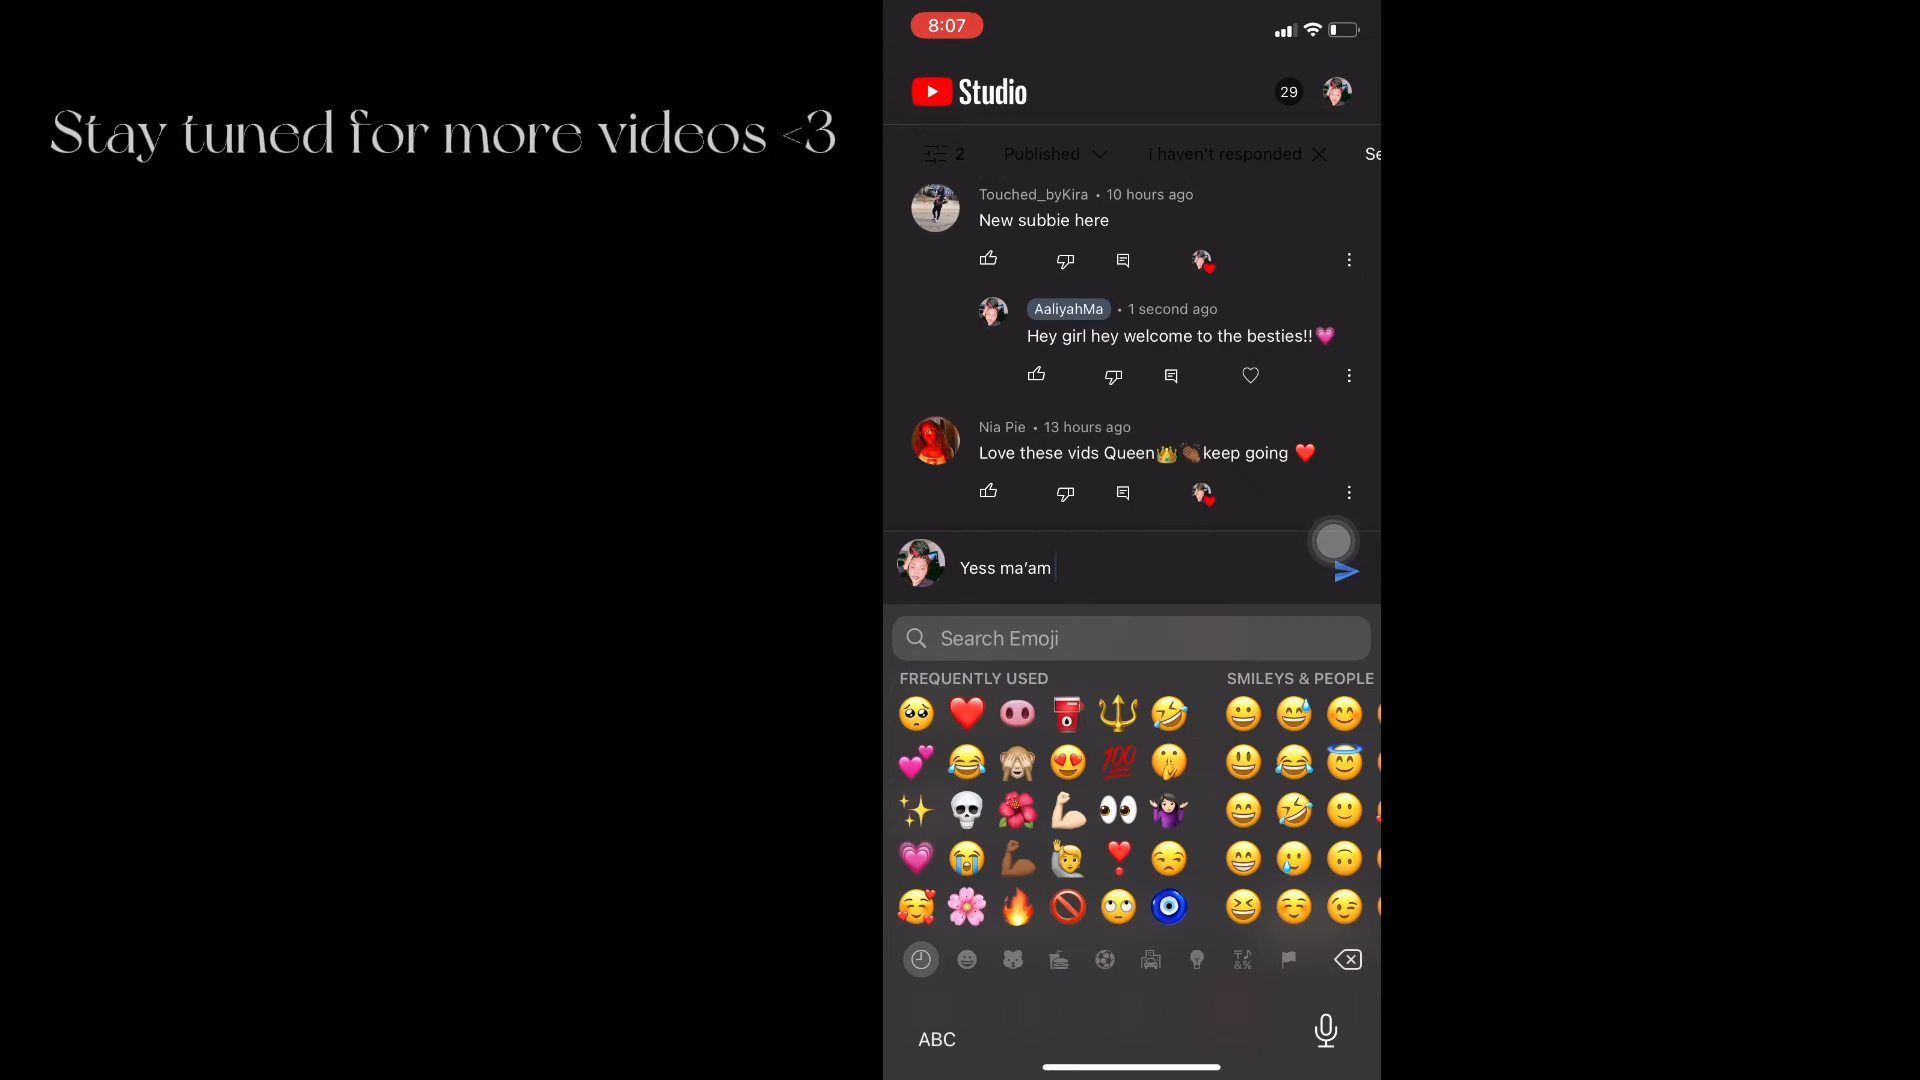 Stay tuned for more videos <3
8:07
Studio
29
2 Published I haven't responded Se
Touched_byKira • 10 hours ago
New subbie here
AaliyahMa • 1 second ago
Hey girl hey welcome to the besties!!💗
Nia Pie • 13 hours ago
Love these vids Queen👑👏🏾keep going ❤️
Yess ma’am
Search Emoji
FREQUENTLY USED SMILEYS & PEOPLE
ABC